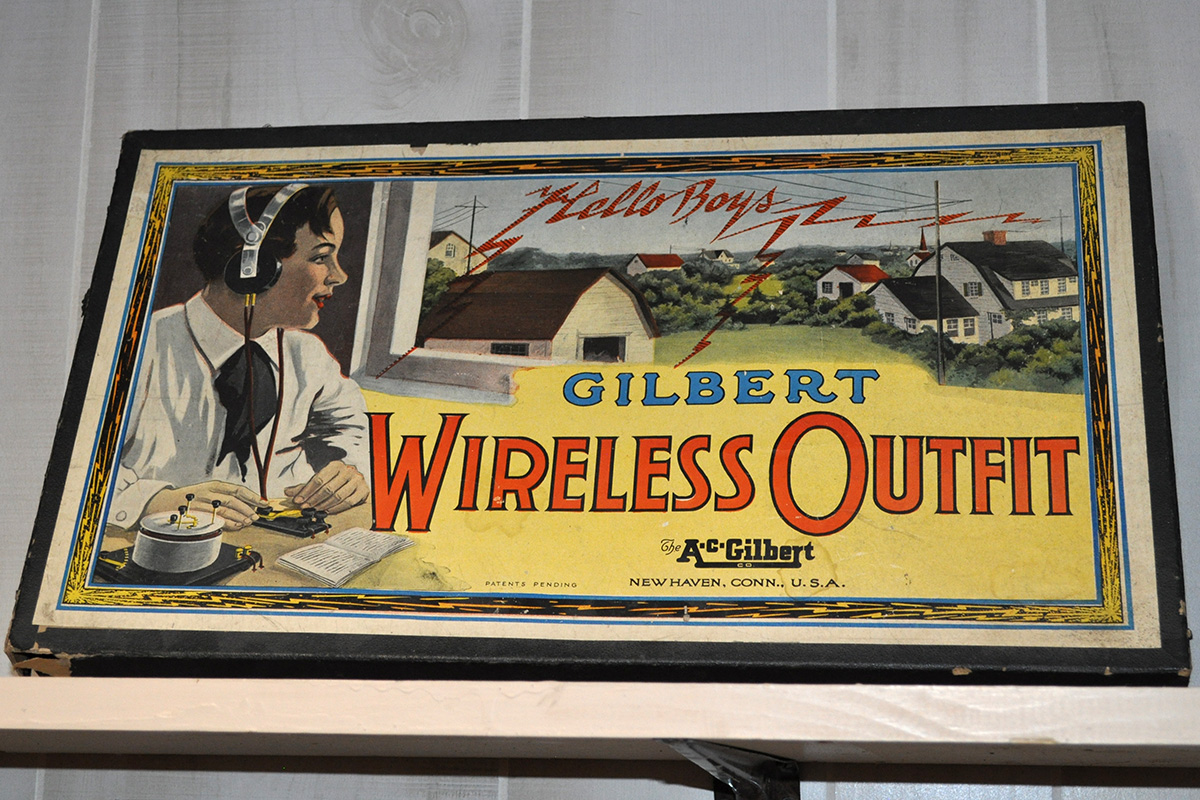 Hello Boys
GILBERT
WIRELESS OUTFIT
The A·C·Gilbert
CO.
PATENTS PENDING
NEW HAVEN, CONN., U.S.A.